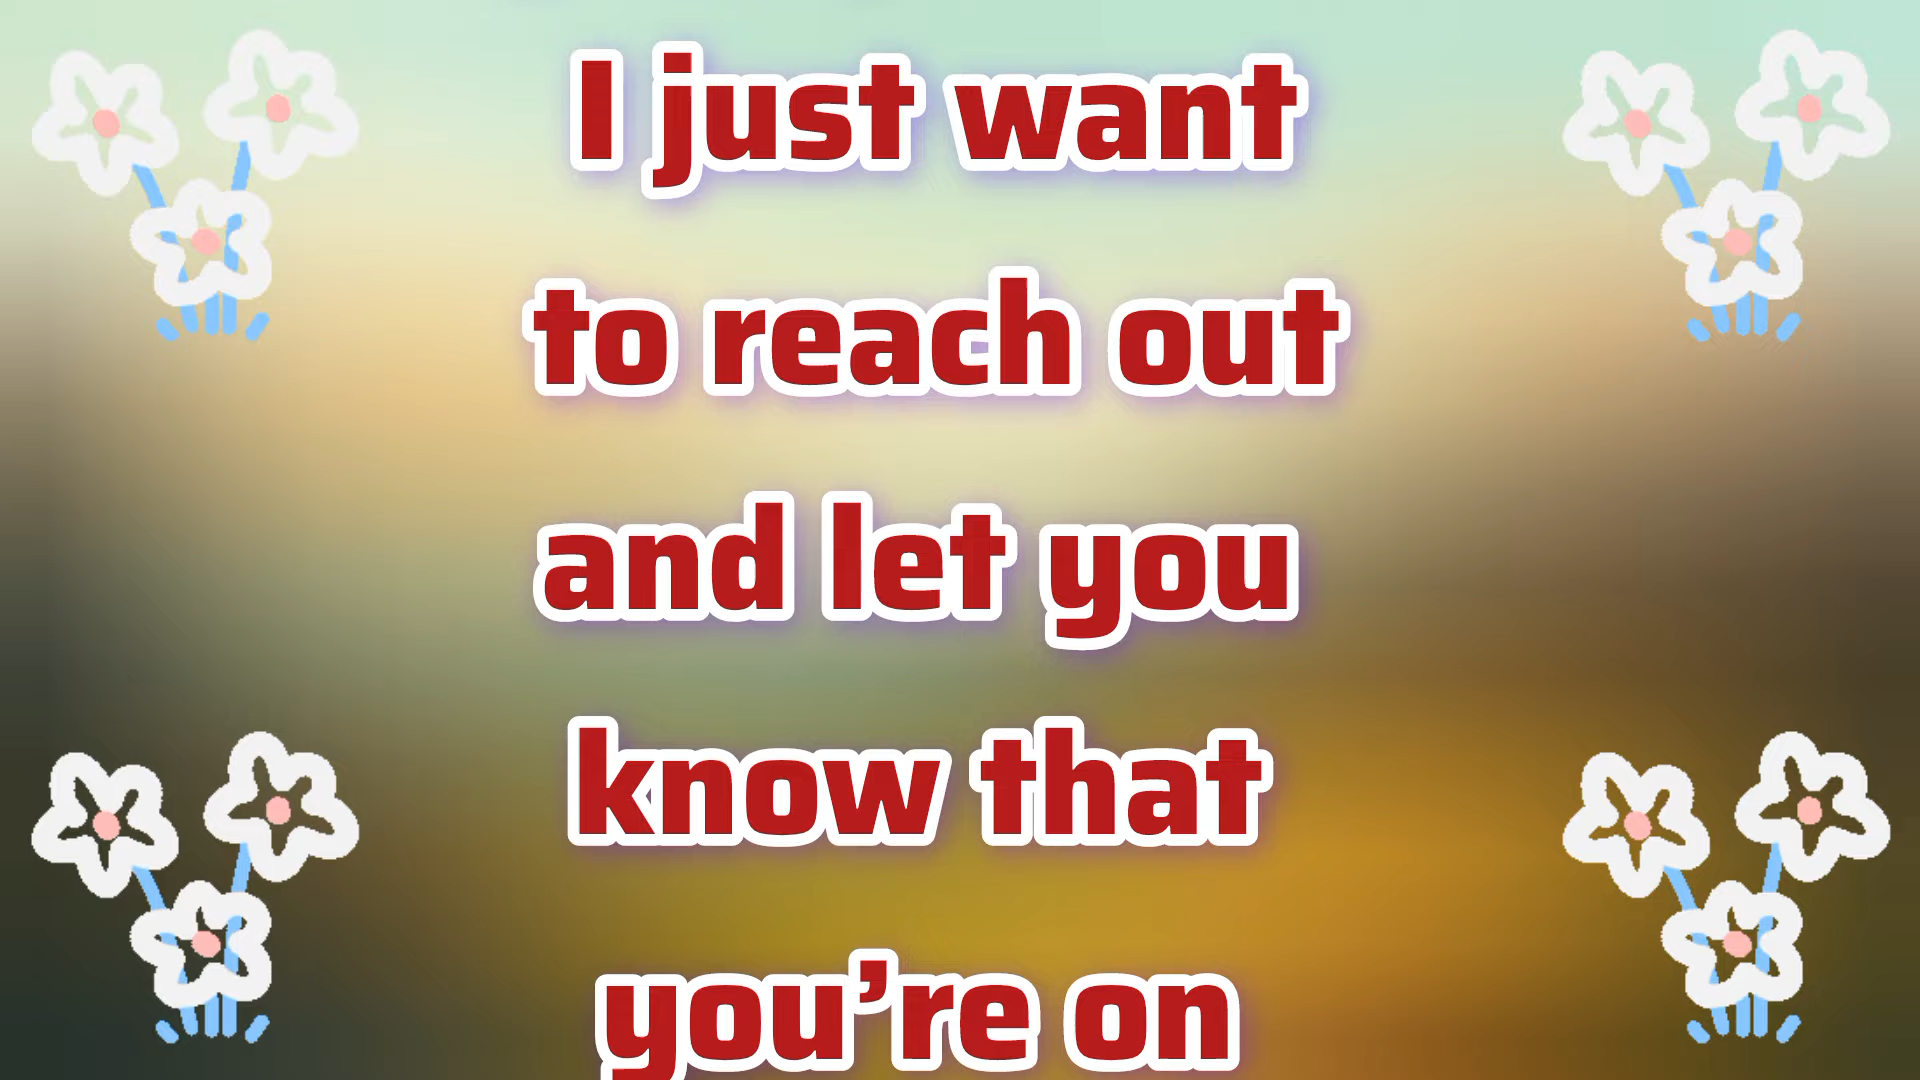 I just want
to reach out
and let you
know that
you’re on